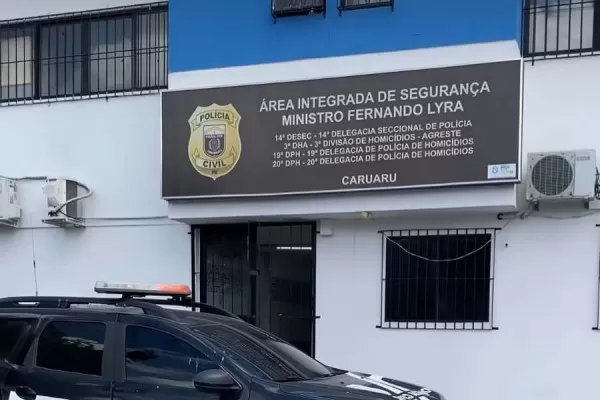 ÁREA INTEGRADA DE SEGURANÇA
MINISTRO FERNANDO LYRA
14ª DESEC - 14ª DELEGACIA SECCIONAL DE POLÍCIA
3ª DHA - 3ª DIVISÃO DE HOMICÍDIOS - AGRESTE
19ª DPH - 19ª DELEGACIA DE POLÍCIA DE HOMICÍDIOS
20ª DPH - 20ª DELEGACIA DE POLÍCIA DE HOMICÍDIOS
CARUARU
POLÍCIA
CIVIL
PE